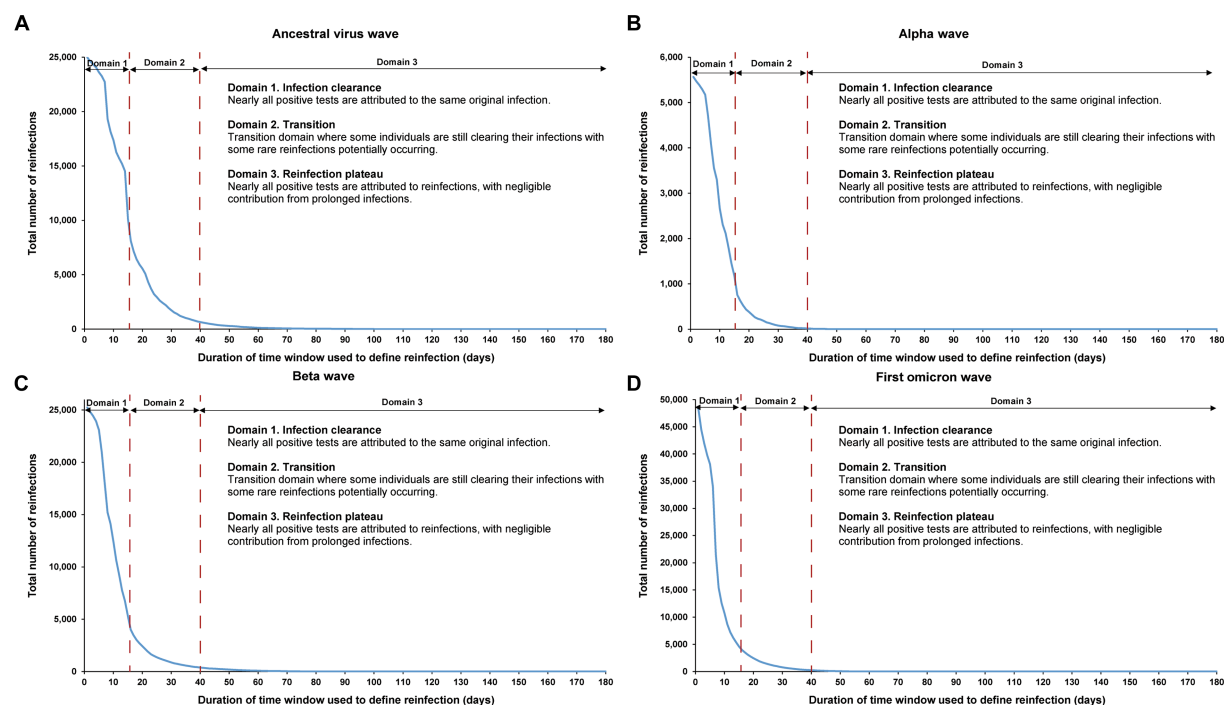 A
Ancestral virus wave
Total number of reinfections
25,000
20,000
15,000
10,000
5,000
0
Domain 1
Domain 2
Domain 3
Domain 1. Infection clearance
Nearly all positive tests are attributed to the same original infection.
Domain 2. Transition
Transition domain where some individuals are still clearing their infections with
some rare reinfections potentially occurring.
Domain 3. Reinfection plateau
Nearly all positive tests are attributed to reinfections, with negligible
contribution from prolonged infections.
0 10 20 30 40 50 60 70 80 90 100 110 120 130 140 150 160 170 180
Duration of time window used to define reinfection (days)
B
Alpha wave
Total number of reinfections
6,000
5,000
4,000
3,000
2,000
1,000
0
Domain 1
Domain 2
Domain 3
Domain 1. Infection clearance
Nearly all positive tests are attributed to the same original infection.
Domain 2. Transition
Transition domain where some individuals are still clearing their infections with
some rare reinfections potentially occurring.
Domain 3. Reinfection plateau
Nearly all positive tests are attributed to reinfections, with negligible
contribution from prolonged infections.
0 10 20 30 40 50 60 70 80 90 100 110 120 130 140 150 160 170 180
Duration of time window used to define reinfection (days)
C
Beta wave
Total number of reinfections
25,000
20,000
15,000
10,000
5,000
0
Domain 1
Domain 2
Domain 3
Domain 1. Infection clearance
Nearly all positive tests are attributed to the same original infection.
Domain 2. Transition
Transition domain where some individuals are still clearing their infections with
some rare reinfections potentially occurring.
Domain 3. Reinfection plateau
Nearly all positive tests are attributed to reinfections, with negligible
contribution from prolonged infections.
0 10 20 30 40 50 60 70 80 90 100 110 120 130 140 150 160 170 180
Duration of time window used to define reinfection (days)
D
First omicron wave
Total number of reinfections
50,000
45,000
40,000
35,000
30,000
25,000
20,000
15,000
10,000
5,000
0
Domain 1
Domain 2
Domain 3
Domain 1. Infection clearance
Nearly all positive tests are attributed to the same original infection.
Domain 2. Transition
Transition domain where some individuals are still clearing their infections with
some rare reinfections potentially occurring.
Domain 3. Reinfection plateau
Nearly all positive tests are attributed to reinfections, with negligible
contribution from prolonged infections.
0 10 20 30 40 50 60 70 80 90 100 110 120 130 140 150 160 170 180
Duration of time window used to define reinfection (days)